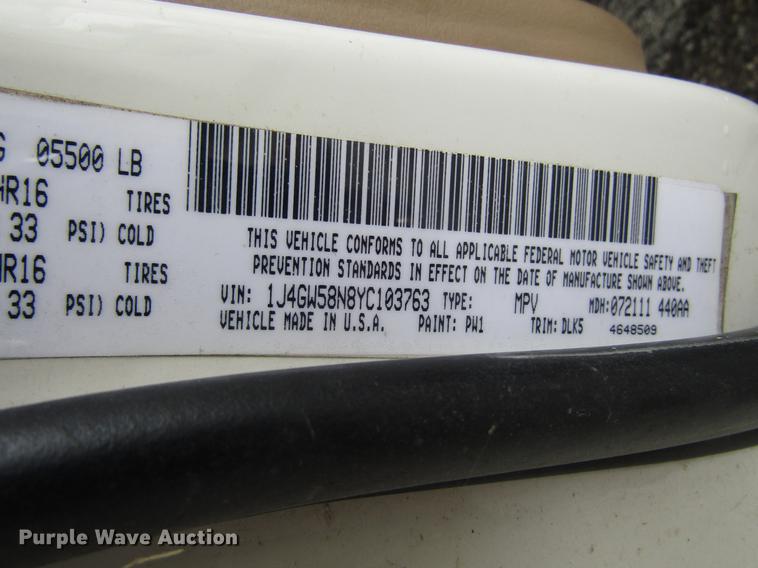 05500 LB
HR16 TIRES
33 PSI) COLD
HR16 TIRES
33 PSI) COLD
THIS VEHICLE CONFORMS TO ALL APPLICABLE FEDERAL MOTOR VEHICLE SAFETY AND THEFT
PREVENTION STANDARDS IN EFFECT ON THE DATE OF MANUFACTURE SHOWN ABOVE.
VIN: 1J4GW58N8YC103763 TYPE: MPV MDH:072111 440AA
VEHICLE MADE IN U.S.A. PAINT: PW1 TRIM: DLK5 4648509
Purple Wave Auction